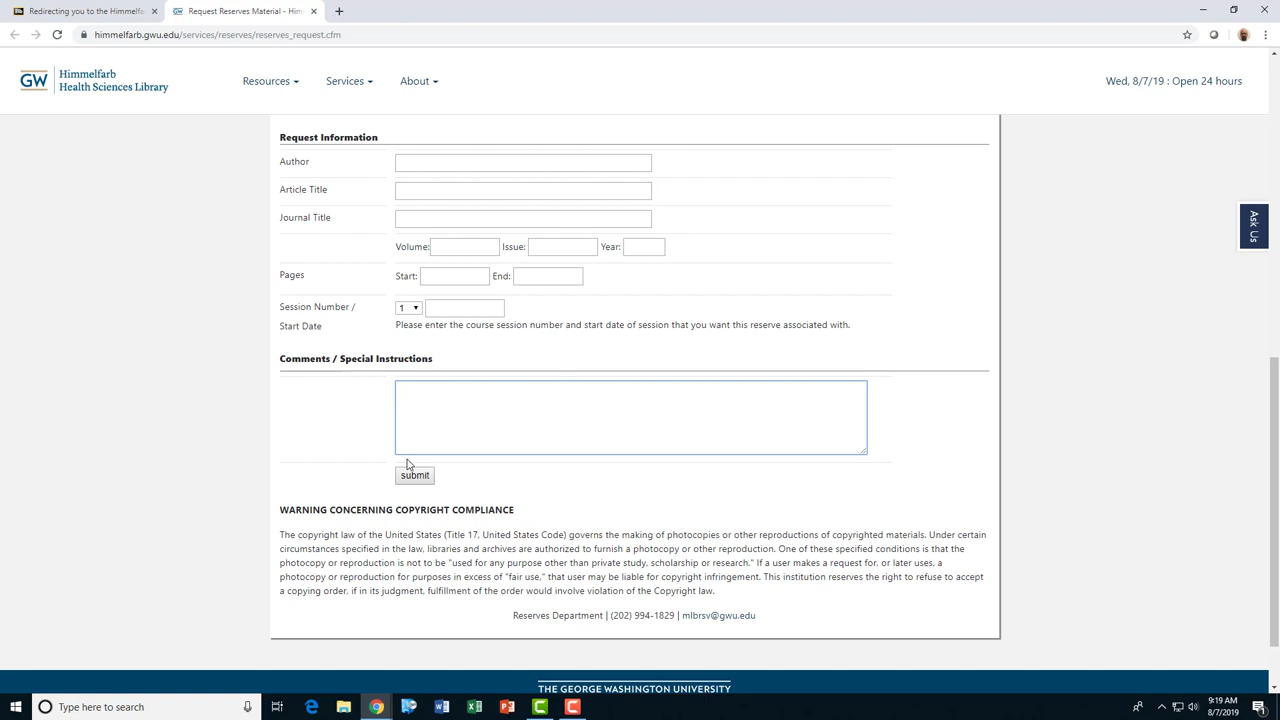 Redirecting you to the Himmelfa
Request Reserves Material - Him
himmelfarb.gwu.edu/services/reserves/reserves_request.cfm
GW
Himmelfarb
Health Sciences Library
Resources
Services
About
Wed, 8/7/19 : Open 24 hours
Request Information
Author
Article Title
Journal Title
Volume:
Issue:
Year:
Pages
Start:
End:
Session Number /
Start Date
1
Please enter the course session number and start date of session that you want this reserve associated with.
Comments / Special Instructions
submit
WARNING CONCERNING COPYRIGHT COMPLIANCE
The copyright law of the United States (Title 17, United States Code) governs the making of photocopies or other reproductions of copyrighted materials. Under certain
circumstances specified in the law, libraries and archives are authorized to furnish a photocopy or other reproduction. One of these specified conditions is that the
photocopy or reproduction is not to be "used for any purpose other than private study, scholarship or research." If a user makes a request for, or later uses, a
photocopy or reproduction for purposes in excess of "fair use," that user may be liable for copyright infringement. This institution reserves the right to refuse to accept
a copying order, if in its judgment, fulfillment of the order would involve violation of the Copyright law.
Reserves Department | (202) 994-1829 | mlbrsv@gwu.edu
Ask Us
THE GEORGE WASHINGTON UNIVERSITY
Type here to search
9:19 AM
8/7/2019